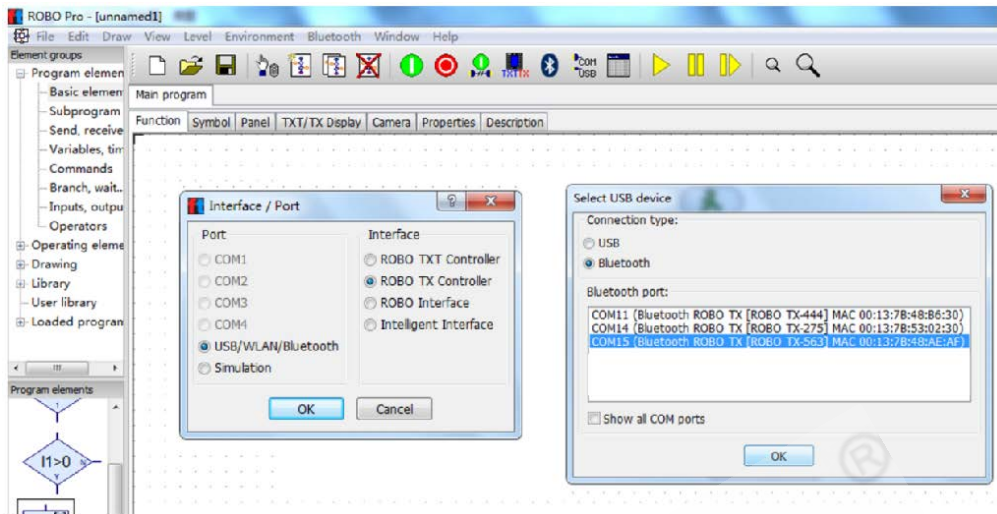 ROBO Pro - [unnamed1]
File Edit Draw View Level Environment Bluetooth Window Help
Element groups
Program elemen
Basic elemen
Subprogram
Send, receive
Variables, tim
Commands
Branch, wait..
Inputs, outpu
Operators
Operating eleme
Drawing
Library
User library
Loaded program
Program elements
I1>0
N
Y
TXT/TX
COM
USB
Main program
Function Symbol Panel TXT/TX Display Camera Properties Description
Interface / Port
Port
COM1
COM2
COM3
COM4
USB/WLAN/Bluetooth
Simulation
Interface
ROBO TXT Controller
ROBO TX Controller
ROBO Interface
Intelligent Interface
OK Cancel
Select USB device
Connection type:
USB
Bluetooth
Bluetooth port:
COM11 (Bluetooth ROBO TX [ROBO TX-444] MAC 00:13:7B:48:B6:30)
COM14 (Bluetooth ROBO TX [ROBO TX-275] MAC 00:13:7B:53:02:30)
COM15 (Bluetooth ROBO TX [ROBO TX-563] MAC 00:13:7B:48:AE:AF)
Show all COM ports
OK
®